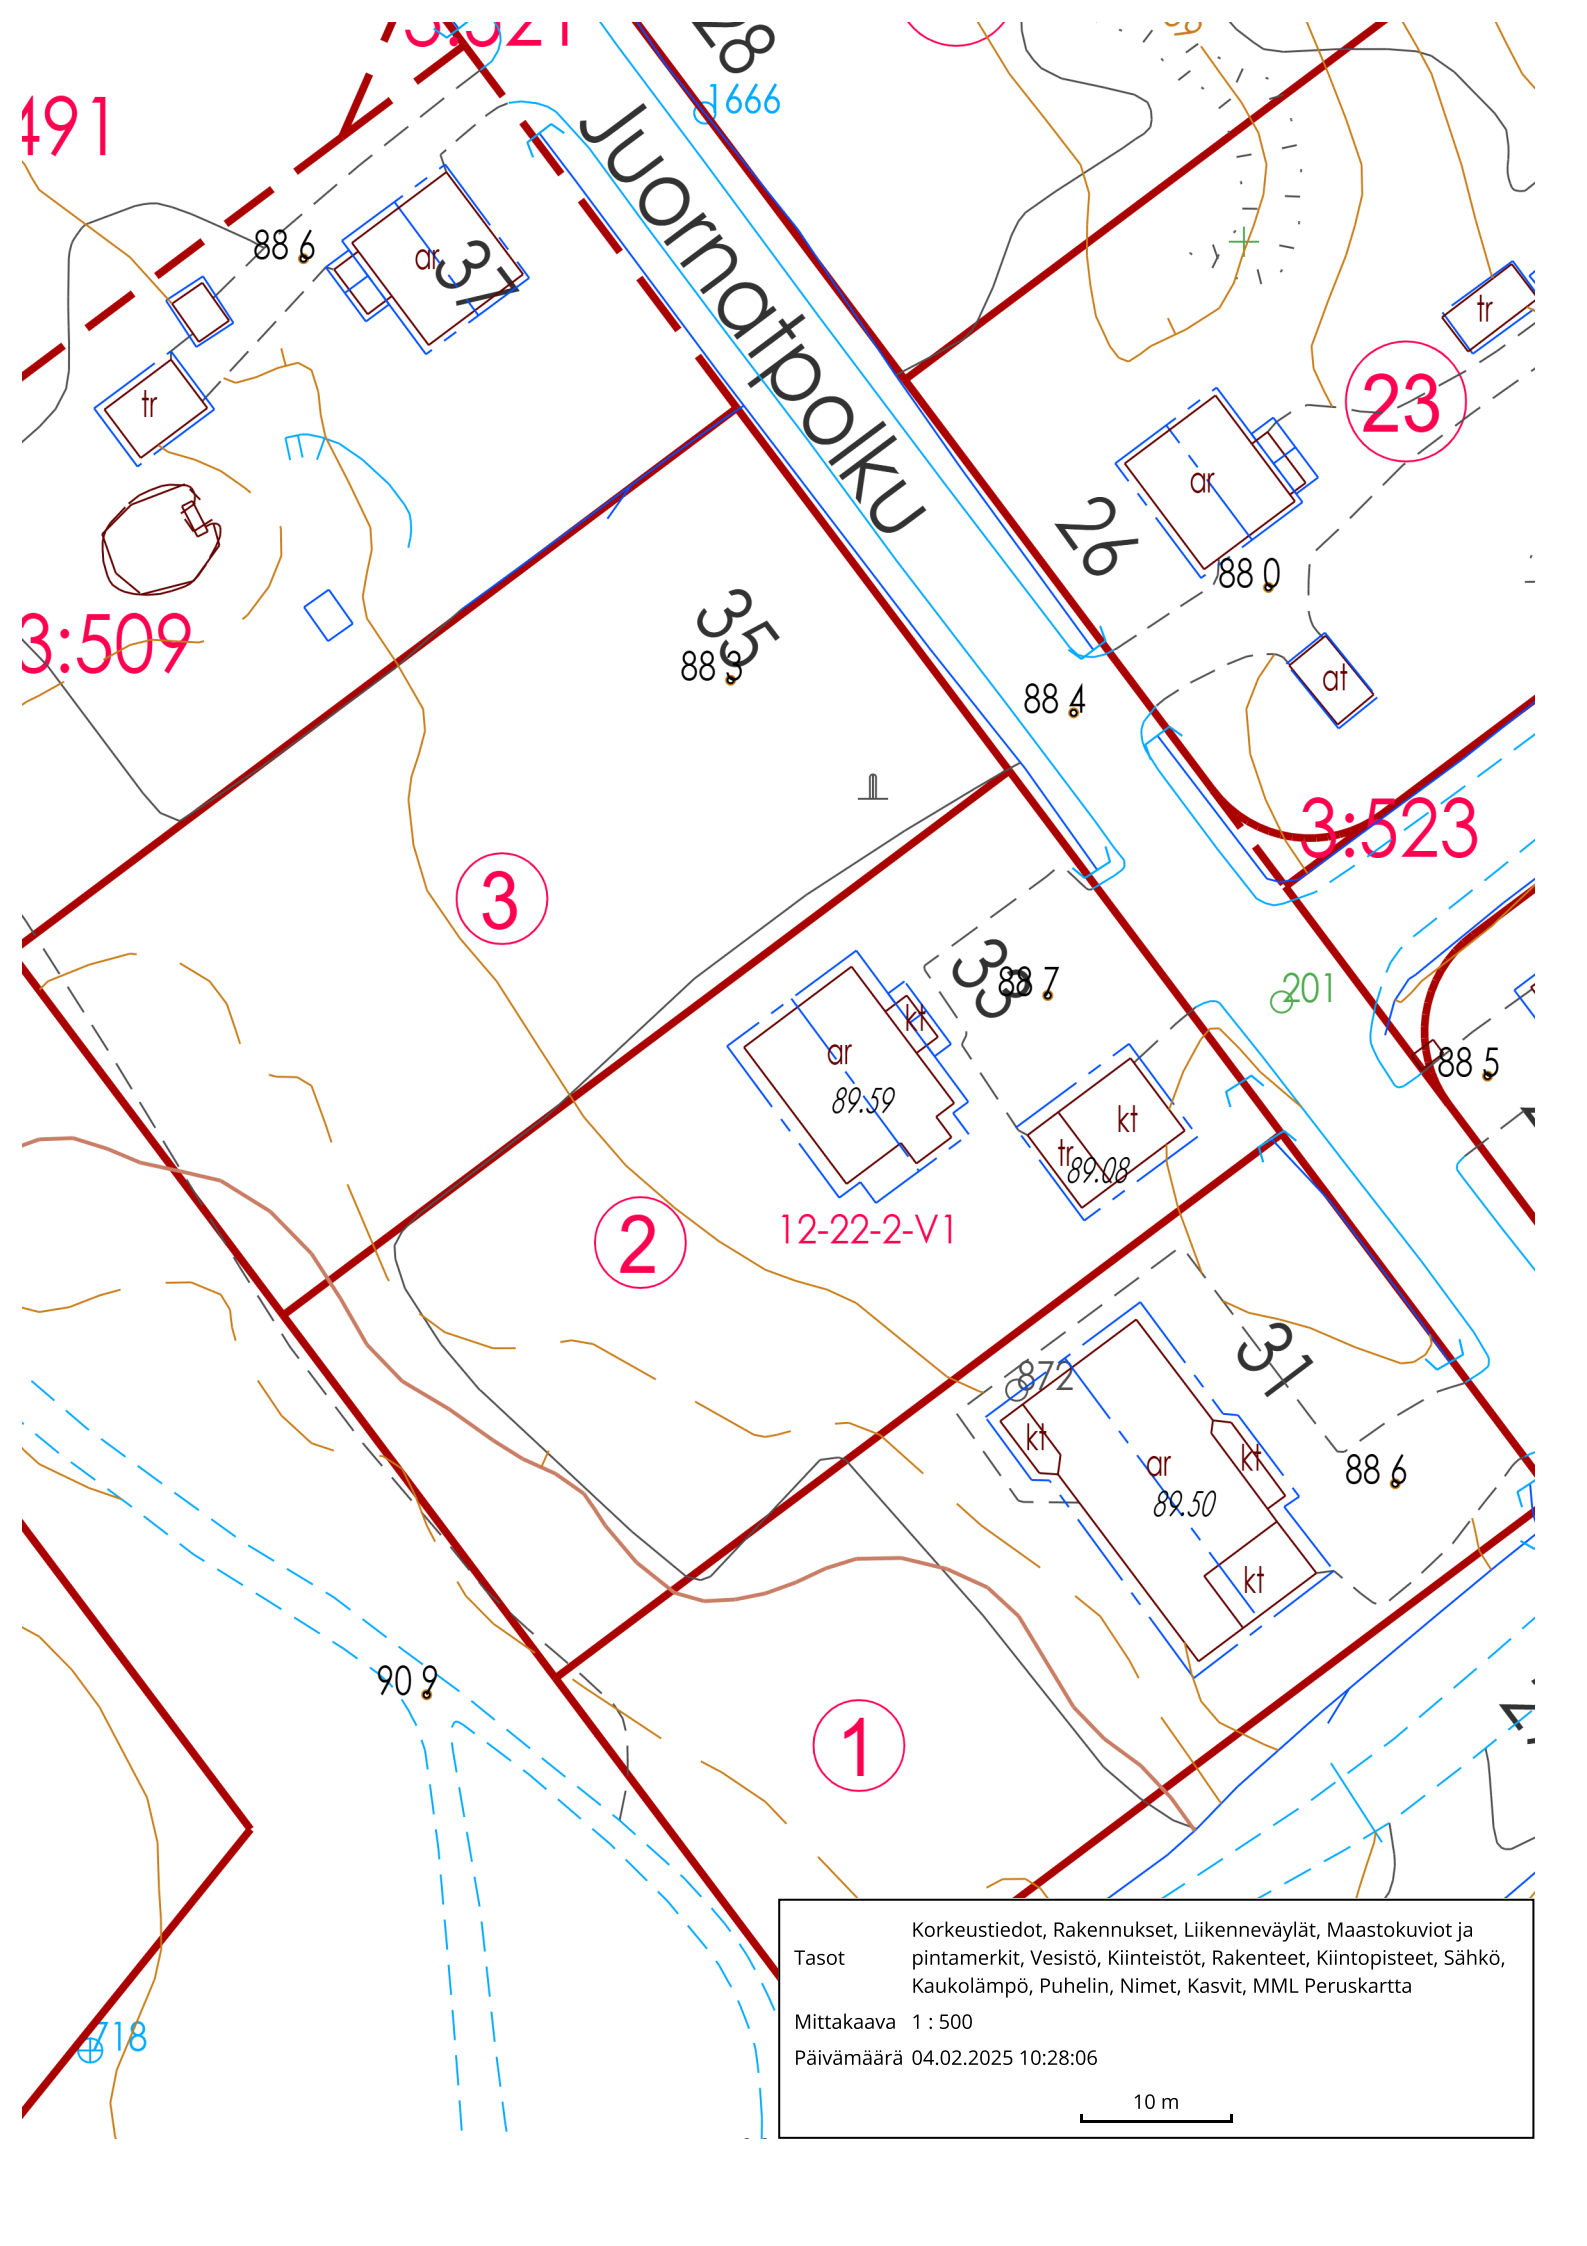 3:521
28
491
1666
Juornatpolku
88 6
ar
37
tr
tr
23
ar
26
88 0
3:509
35
88 3
at
88 4
3:523
3
33
88 7
201
kt
ar
88 5
89.59
kt
tr
89.08
12-22-2-V1
2
31
872
kt
ar
kt
88 6
89.50
kt
90 9
1
718
Tasot Korkeustiedot, Rakennukset, Liikenneväylät, Maastokuviot ja
pintamerkit, Vesistö, Kiinteistöt, Rakenteet, Kiintopisteet, Sähkö,
Kaukolämpö, Puhelin, Nimet, Kasvit, MML Peruskartta
Mittakaava 1 : 500
Päivämäärä 04.02.2025 10:28:06
10 m